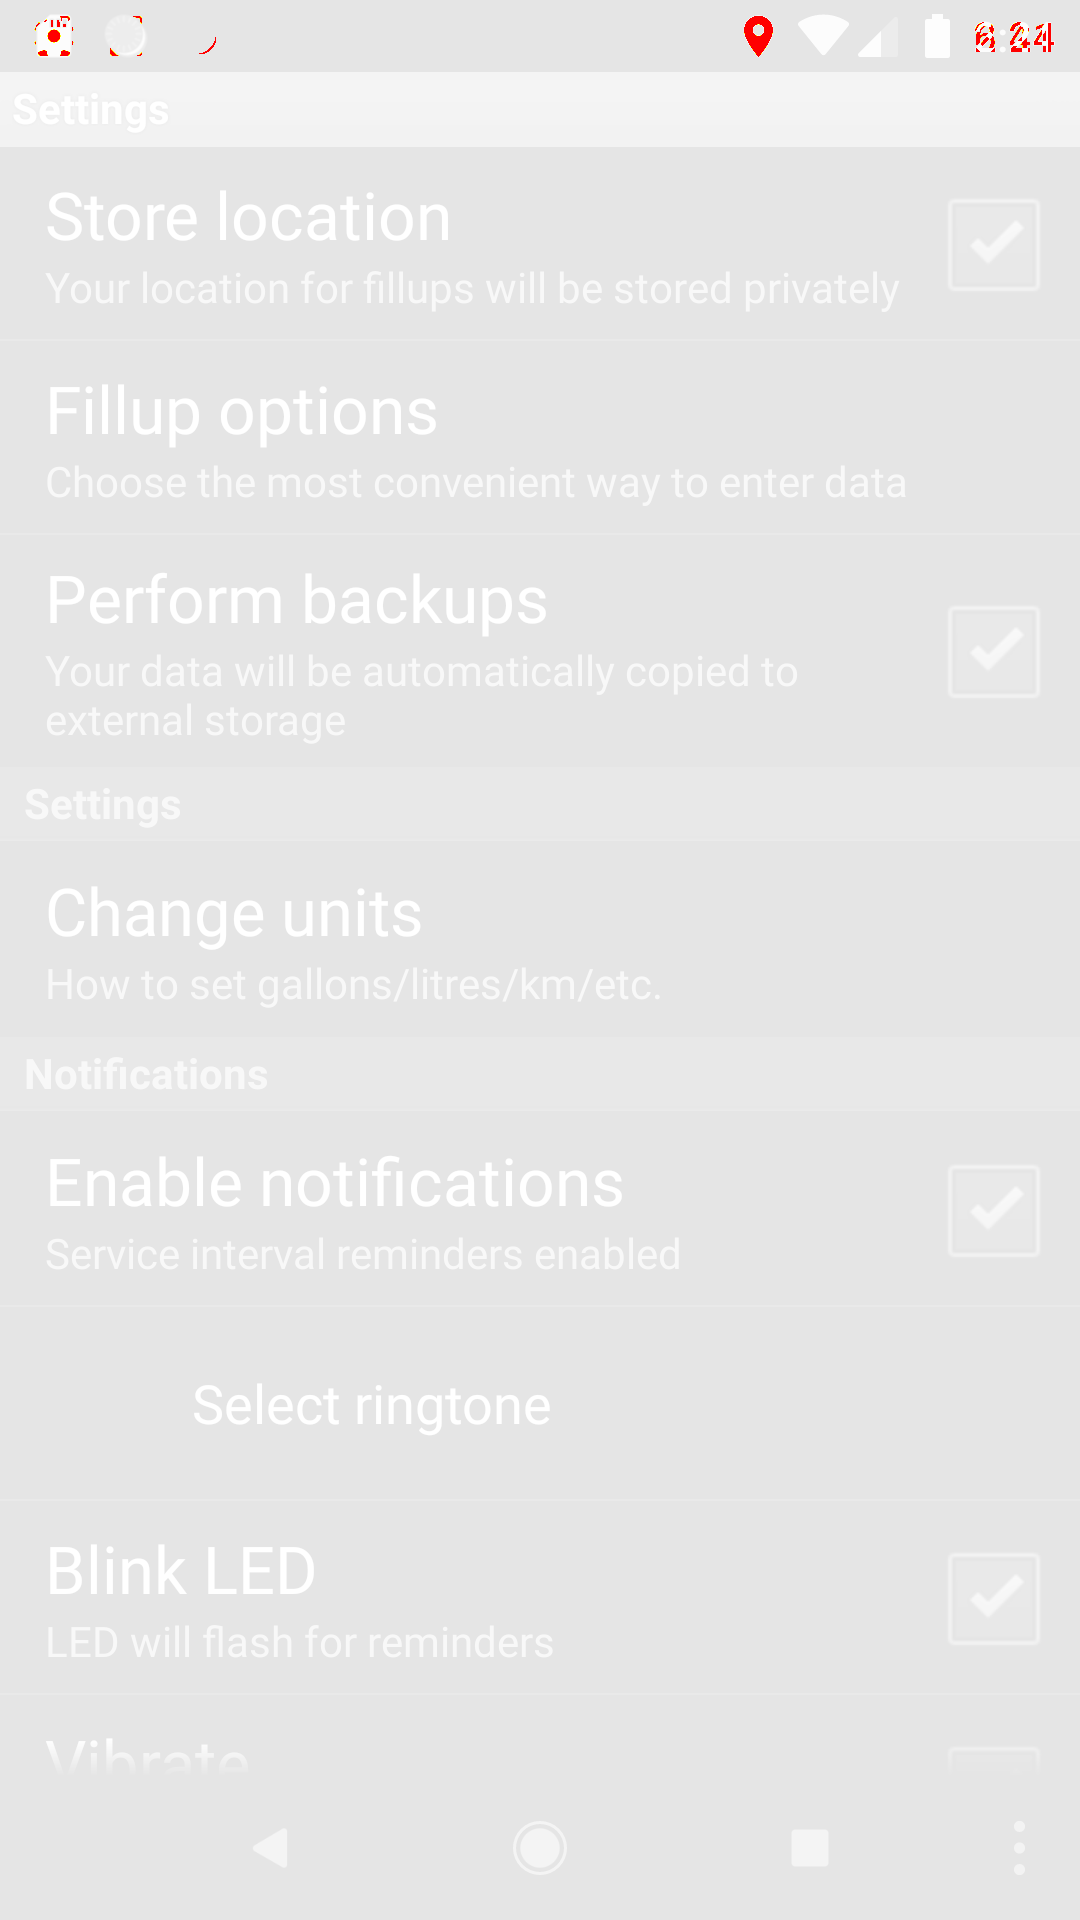 Settings
Store location
Your location for fillups will be stored privately
Fillup options
Choose the most convenient way to enter data
Perform backups
Your data will be automatically copied to
external storage
Settings
Change units
How to set gallons/litres/km/etc.
Notifications
Enable notifications
Service interval reminders enabled
Select ringtone
Blink LED
LED will flash for reminders
Vibrate